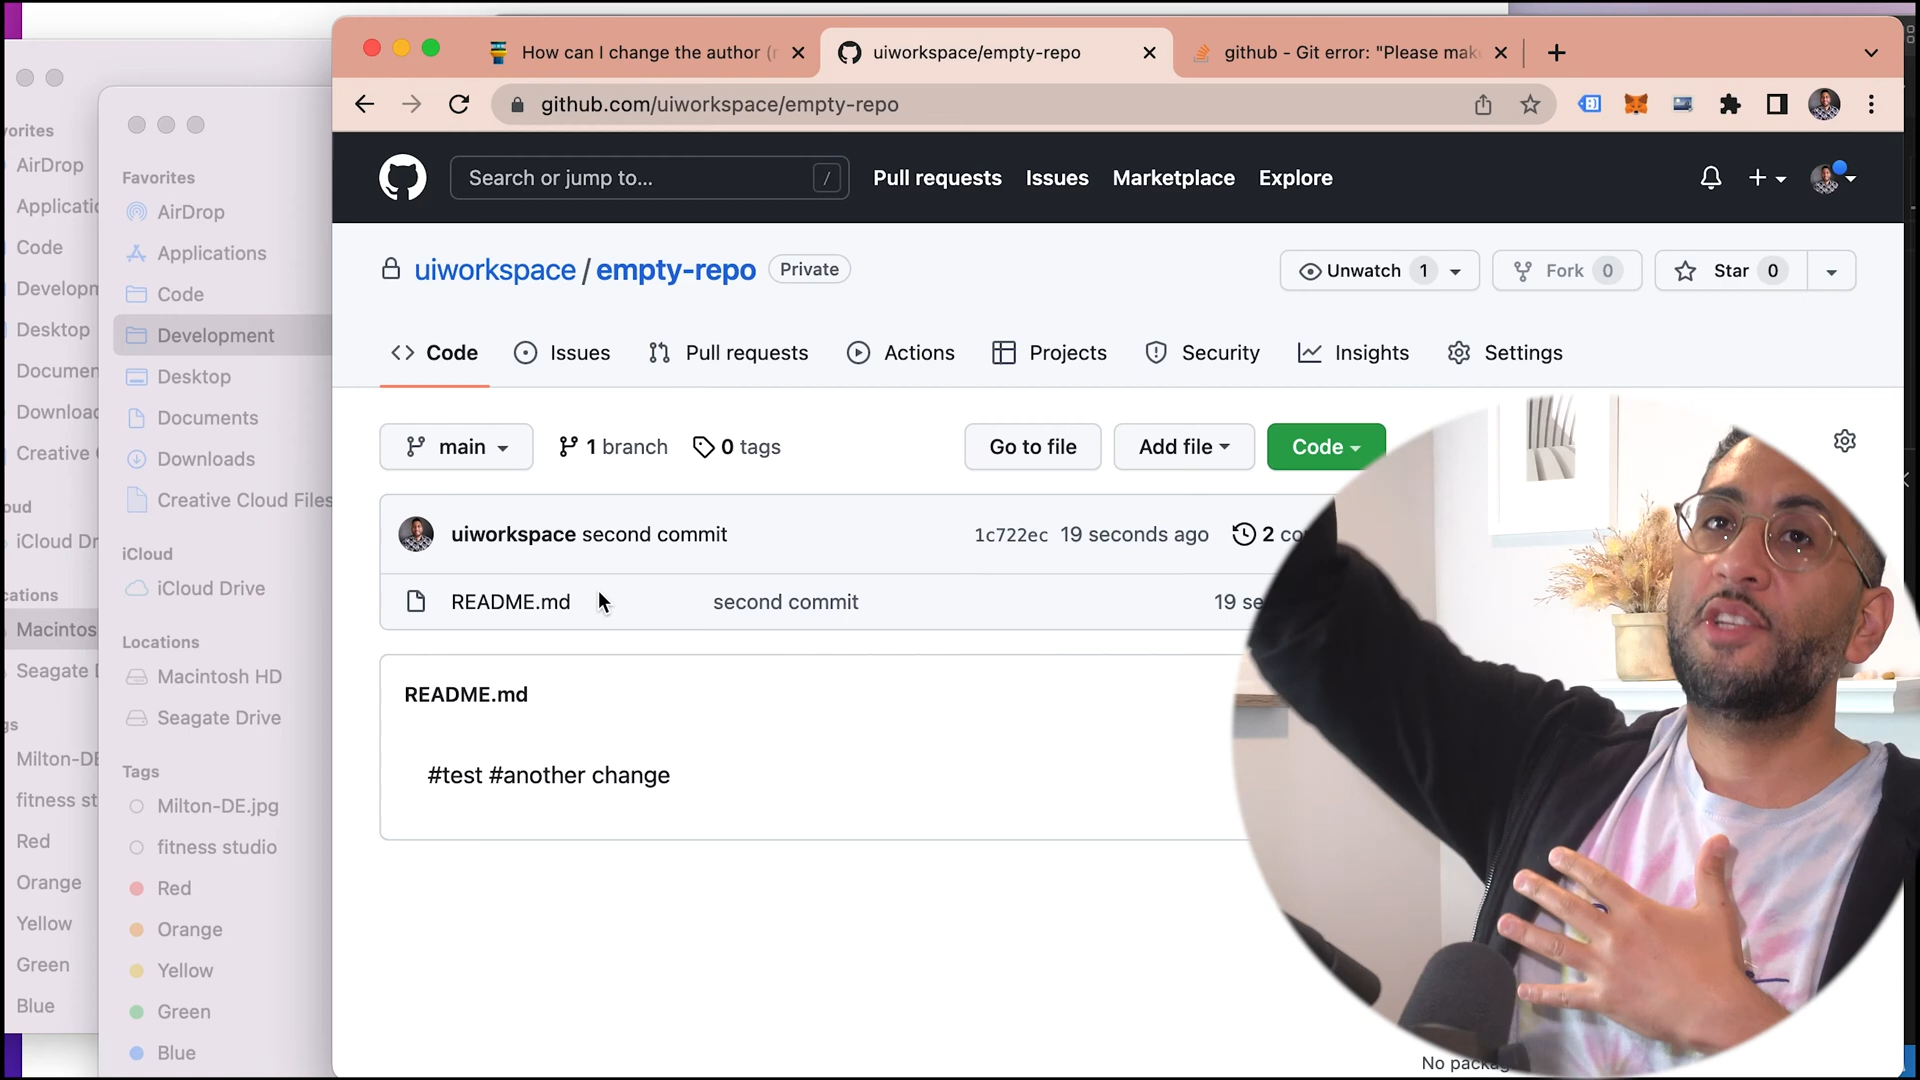 How can I change the author (r
uiworkspace/empty-repo
github - Git error: "Please mak
github.com/uiworkspace/empty-repo
Search or jump to...
/
Pull requests
Issues
Marketplace
Explore
uiworkspace / empty-repo
Private
Unwatch 1
Fork 0
Star 0
Code
Issues
Pull requests
Actions
Projects
Security
Insights
Settings
main
1 branch
0 tags
Go to file
Add file
Code
uiworkspace second commit
1c722ec 19 seconds ago
2 co
README.md
second commit
19 se
README.md
#test #another change
No packag
vorites
AirDrop
Applicatio
Code
Developm
Desktop
Documen
Download
Creative
oud
iCloud Dr
cations
Macintos
Seagate D
gs
Milton-DE
fitness st
Red
Orange
Yellow
Green
Blue
Favorites
AirDrop
Applications
Code
Development
Desktop
Documents
Downloads
Creative Cloud Files
iCloud
iCloud Drive
Locations
Macintosh HD
Seagate Drive
Tags
Milton-DE.jpg
fitness studio
Red
Orange
Yellow
Green
Blue